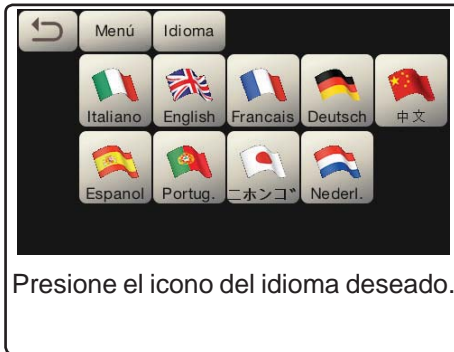 Menú Idioma
Italiano English Francais Deutsch 中文
Espanol Portug. ニホンゴ Nederl.
Presione el icono del idioma deseado.